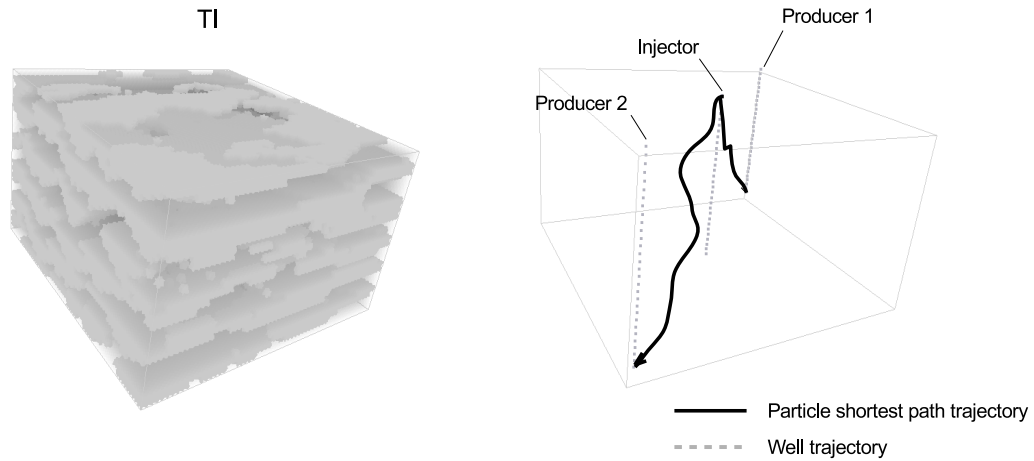 TI
Producer 1
Injector
Producer 2
Particle shortest path trajectory
Well trajectory